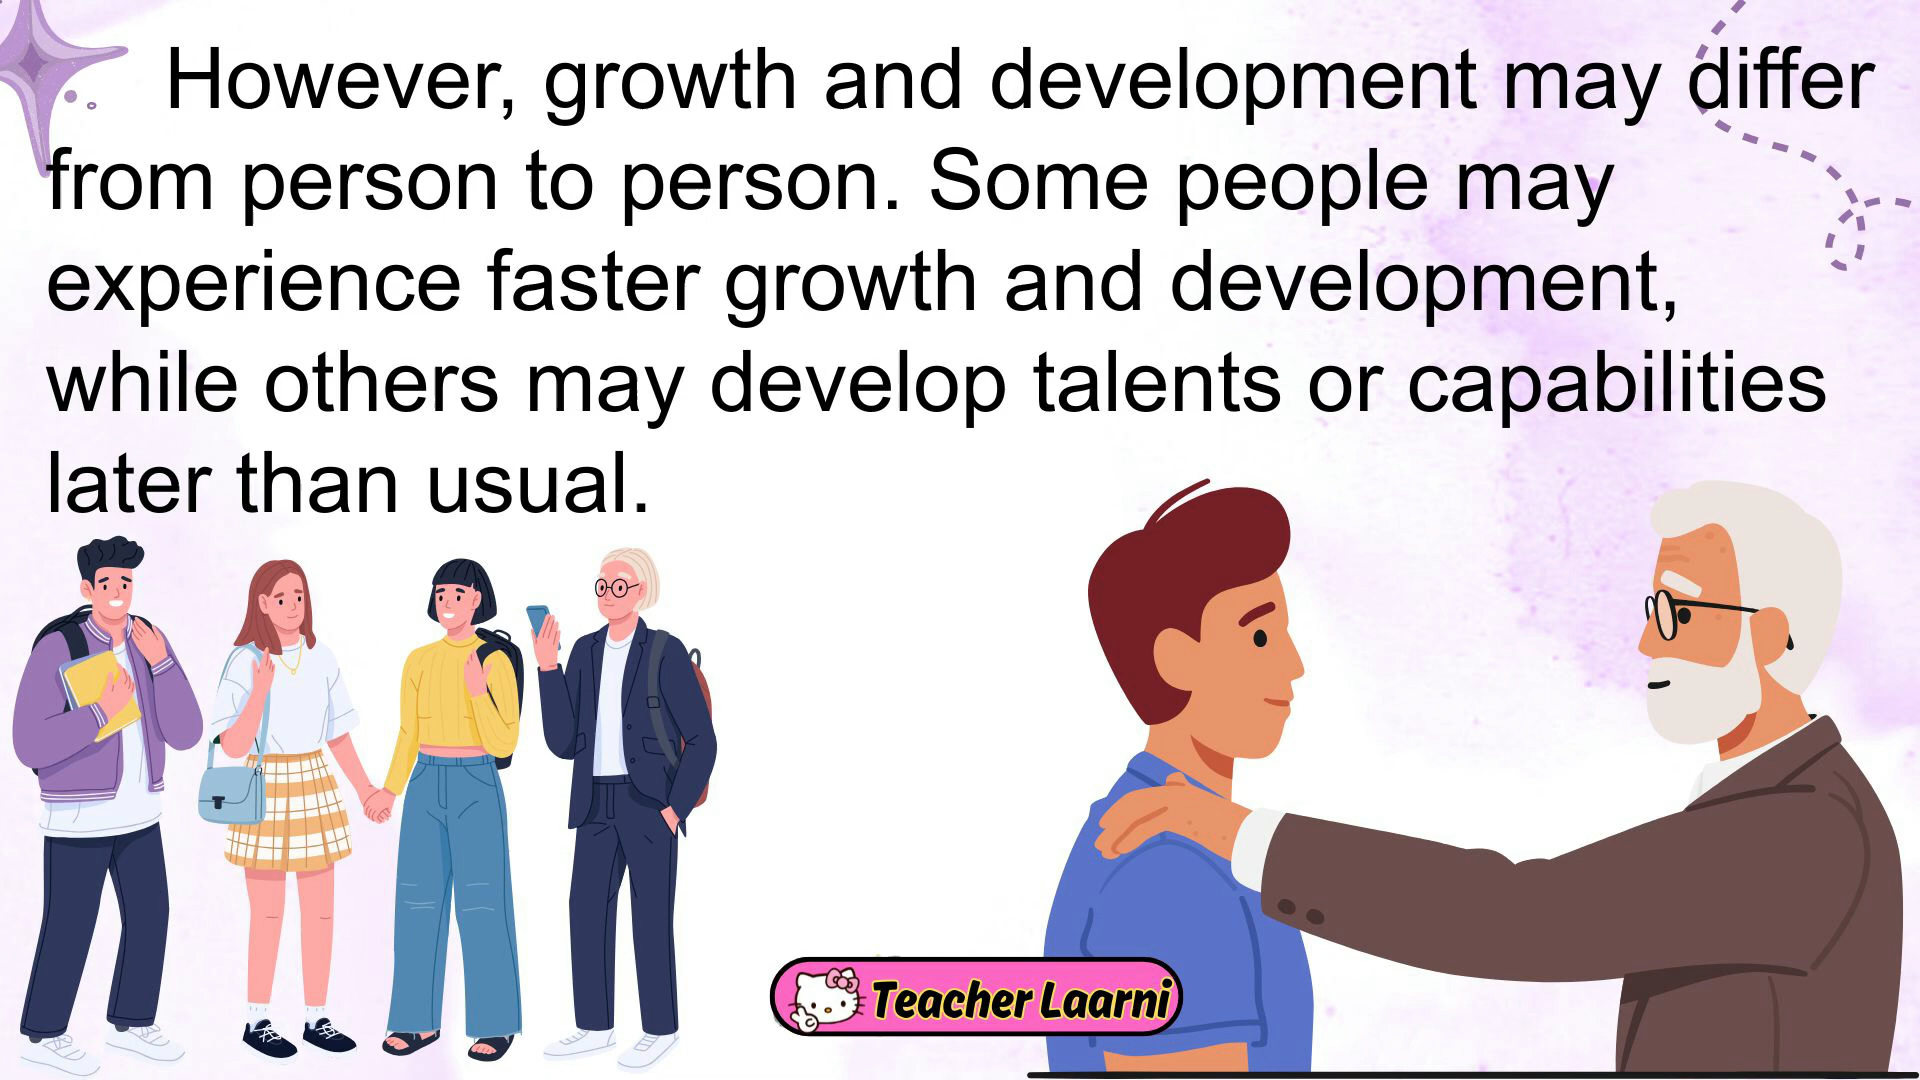 However, growth and development may differ
from person to person. Some people may
experience faster growth and development,
while others may develop talents or capabilities
later than usual.
Teacher Laarni